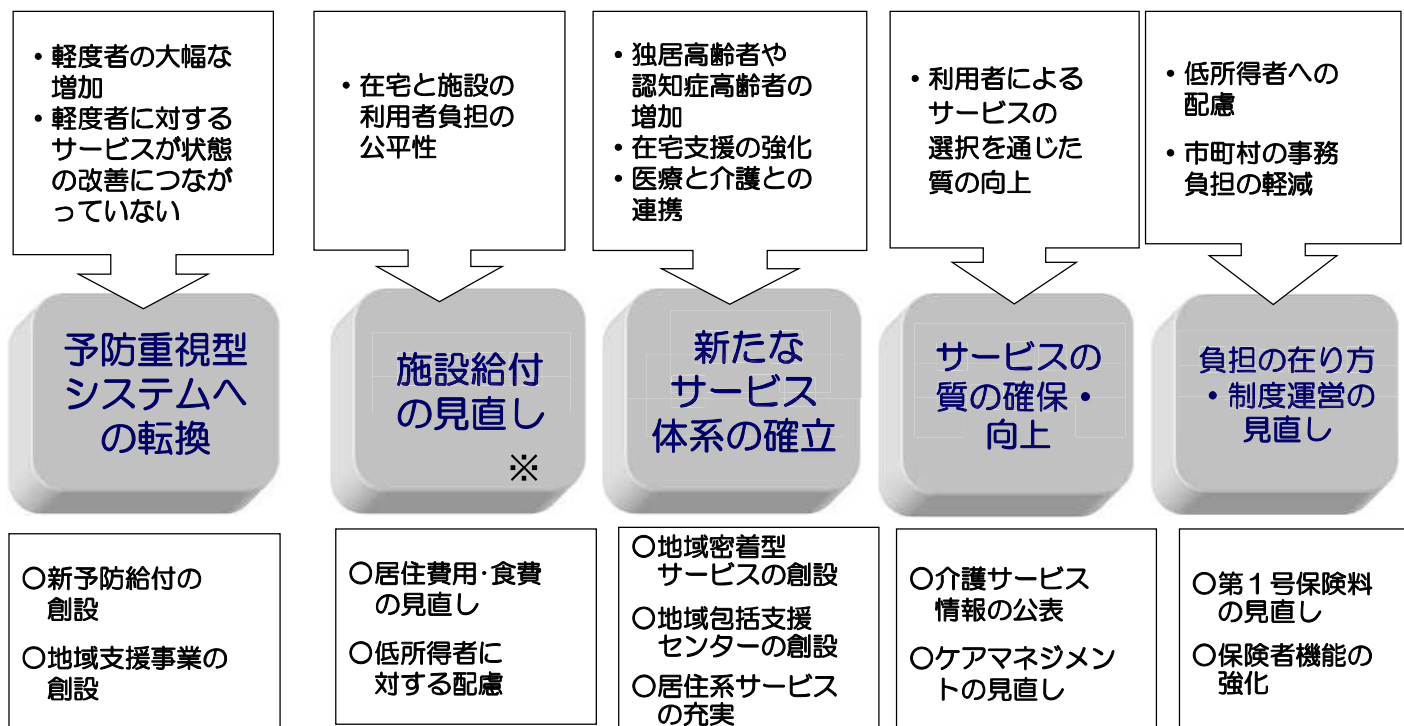 ・軽度者の大幅な
増加
・軽度者に対する
サービスが状態
の改善につなが
っていない
・在宅と施設の
利用者負担の
公平性
・独居高齢者や
認知症高齢者の
増加
・在宅支援の強化
・医療と介護との
連携
・利用者による
サービスの
選択を通じた
質の向上
・低所得者への
配慮
・市町村の事務
負担の軽減
予防重視型
システムへ
の転換
施設給付
の見直し
※
新たな
サービス
体系の確立
サービスの
質の確保・
向上
負担の在り方
・制度運営の
見直し
〇新予防給付の
創設
〇地域支援事業の
創設
〇居住費用・食費
の見直し
〇低所得者に
対する配慮
〇地域密着型
サービスの創設
〇地域包括支援
センターの創設
〇居住系サービス
の充実
〇介護サービス
情報の公表
〇ケアマネジメン
トの見直し
〇第１号保険料
の見直し
〇保険者機能の
強化